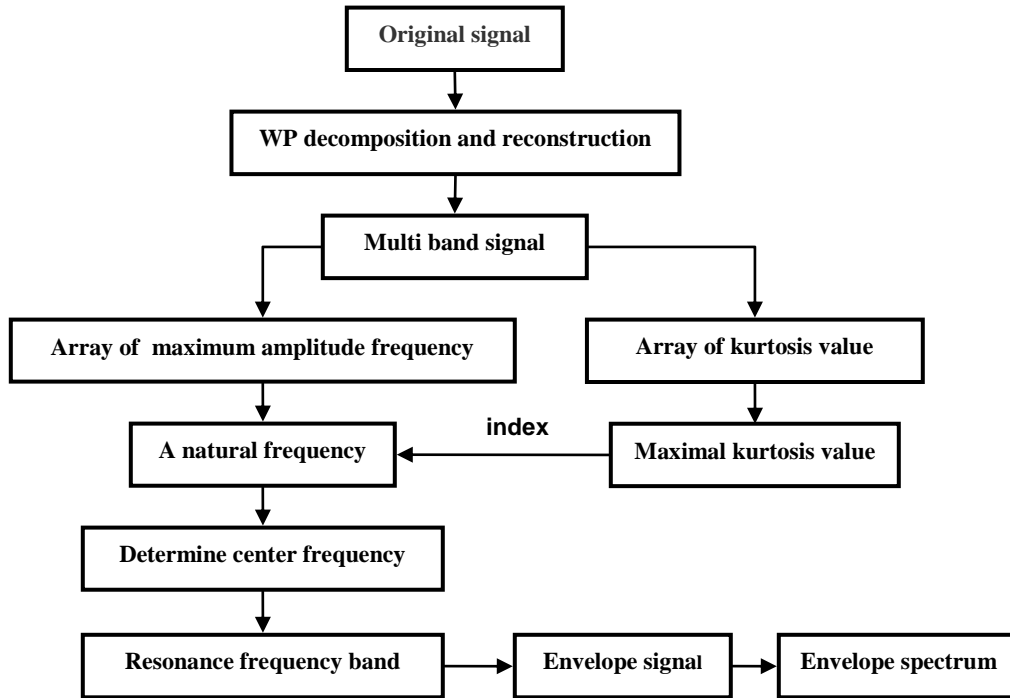 Original signal
WP decomposition and reconstruction
Multi band signal
Array of maximum amplitude frequency
Array of kurtosis value
index
A natural frequency
Maximal kurtosis value
Determine center frequency
Resonance frequency band
Envelope signal
Envelope spectrum